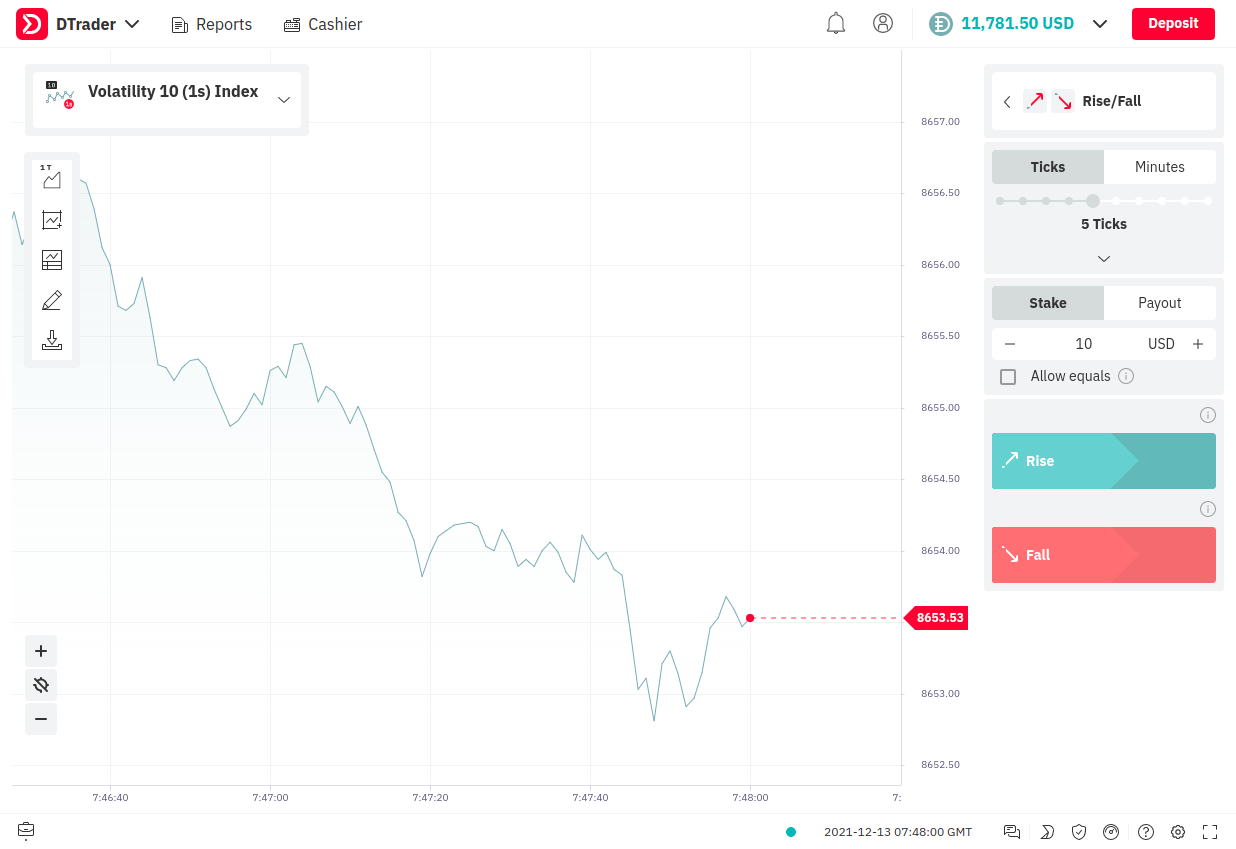 DTrader
Reports
Cashier
11,781.50 USD
Deposit
10
1s
Volatility 10 (1s) Index
1 T
8657.00
8656.50
8656.00
8655.50
8655.00
8654.50
8654.00
8653.53
8653.00
8652.50
7:46:40
7:47:00
7:47:20
7:47:40
7:48:00
7:
Rise/Fall
Ticks
Minutes
5 Ticks
Stake
Payout
10
USD
Allow equals
Rise
Fall
2021-12-13 07:48:00 GMT